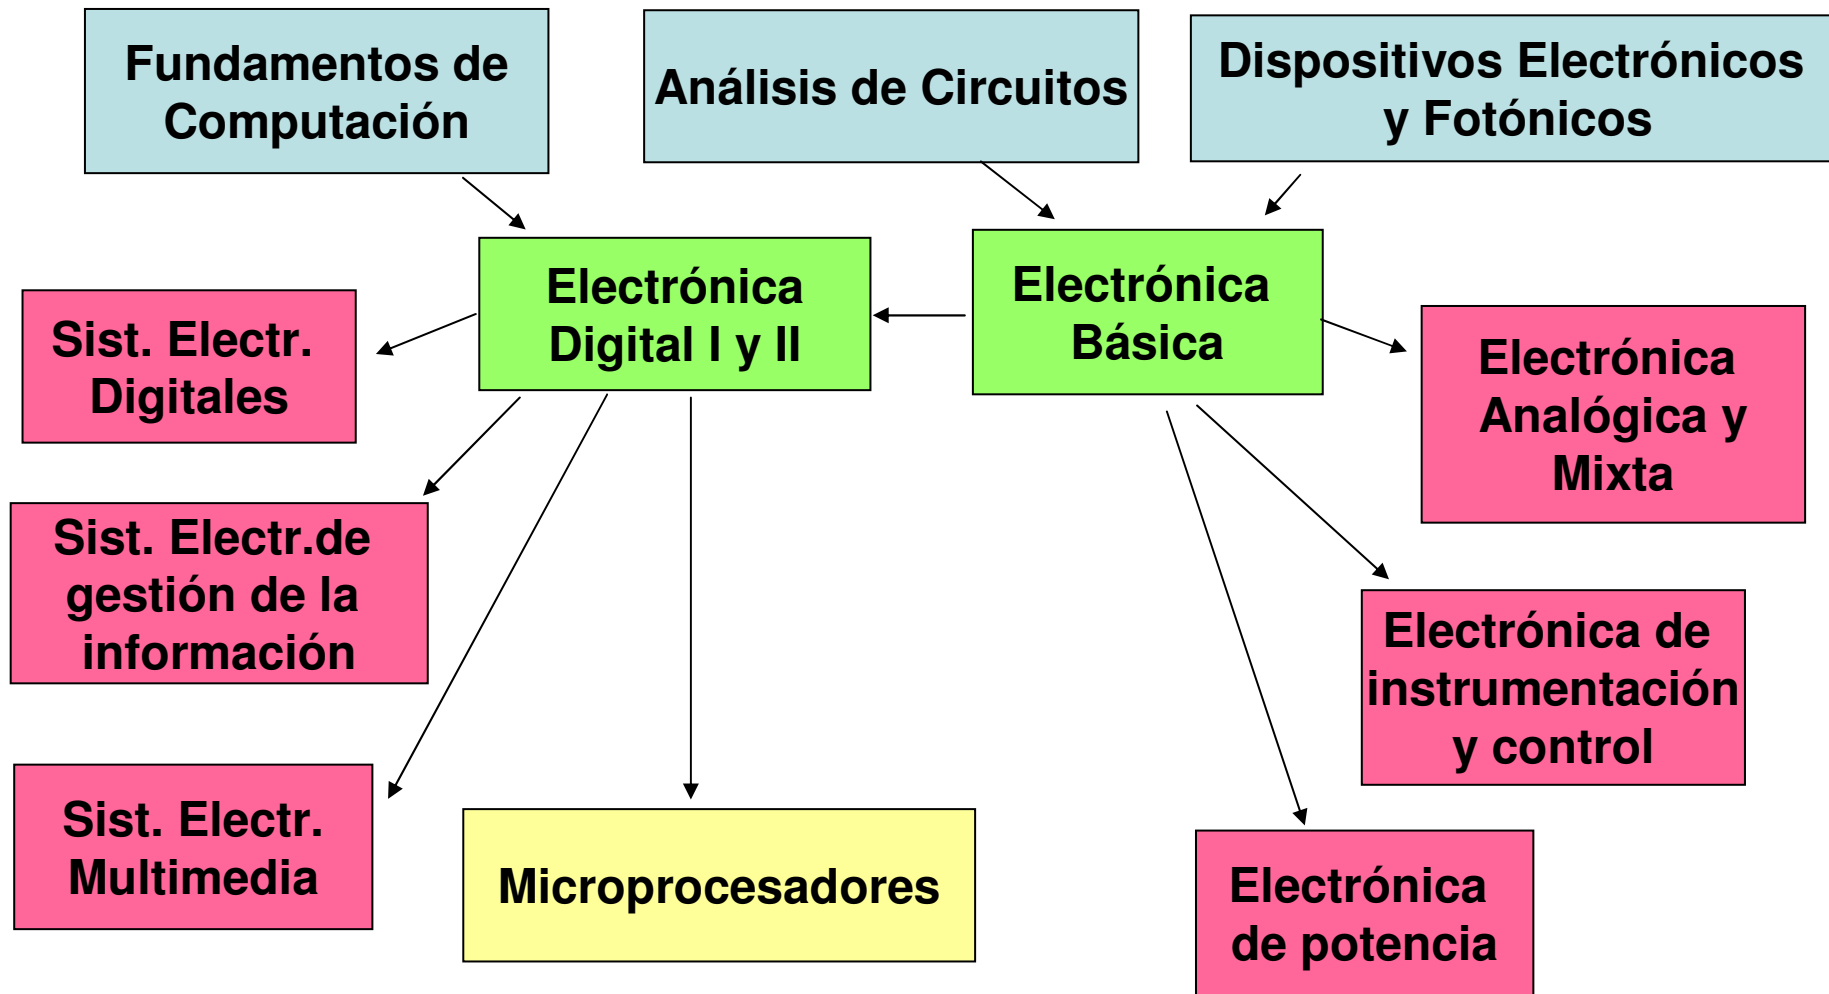 Fundamentos de
Computación
Análisis de Circuitos
Dispositivos Electrónicos
y Fotónicos
Electrónica
Digital I y II
Electrónica
Básica
Sist. Electr.
Digitales
Electrónica
Analógica y
Mixta
Sist. Electr.de
gestión de la
información
Electrónica de
instrumentación
y control
Sist. Electr.
Multimedia
Microprocesadores
Electrónica
de potencia